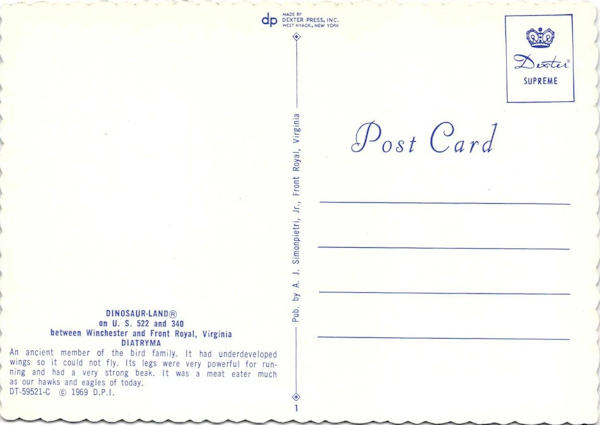 dp
MADE BY
DEXTER PRESS, INC.
WEST NYACK, NEW YORK
Dexter®
SUPREME
Post Card
Pub. by A. J. Simonpietri, Jr., Front Royal, Virginia
DINOSAUR-LAND®
on U. S. 522 and 340
between Winchester and Front Royal, Virginia
DIATRYMA
An ancient member of the bird family. It had underdeveloped
wings so it could not fly. Its legs were very powerful for run-
ning and had a very strong beak. It was a meat eater much
as our hawks and eagles of today.
DT-59521-C © 1969 D.P.I.
1